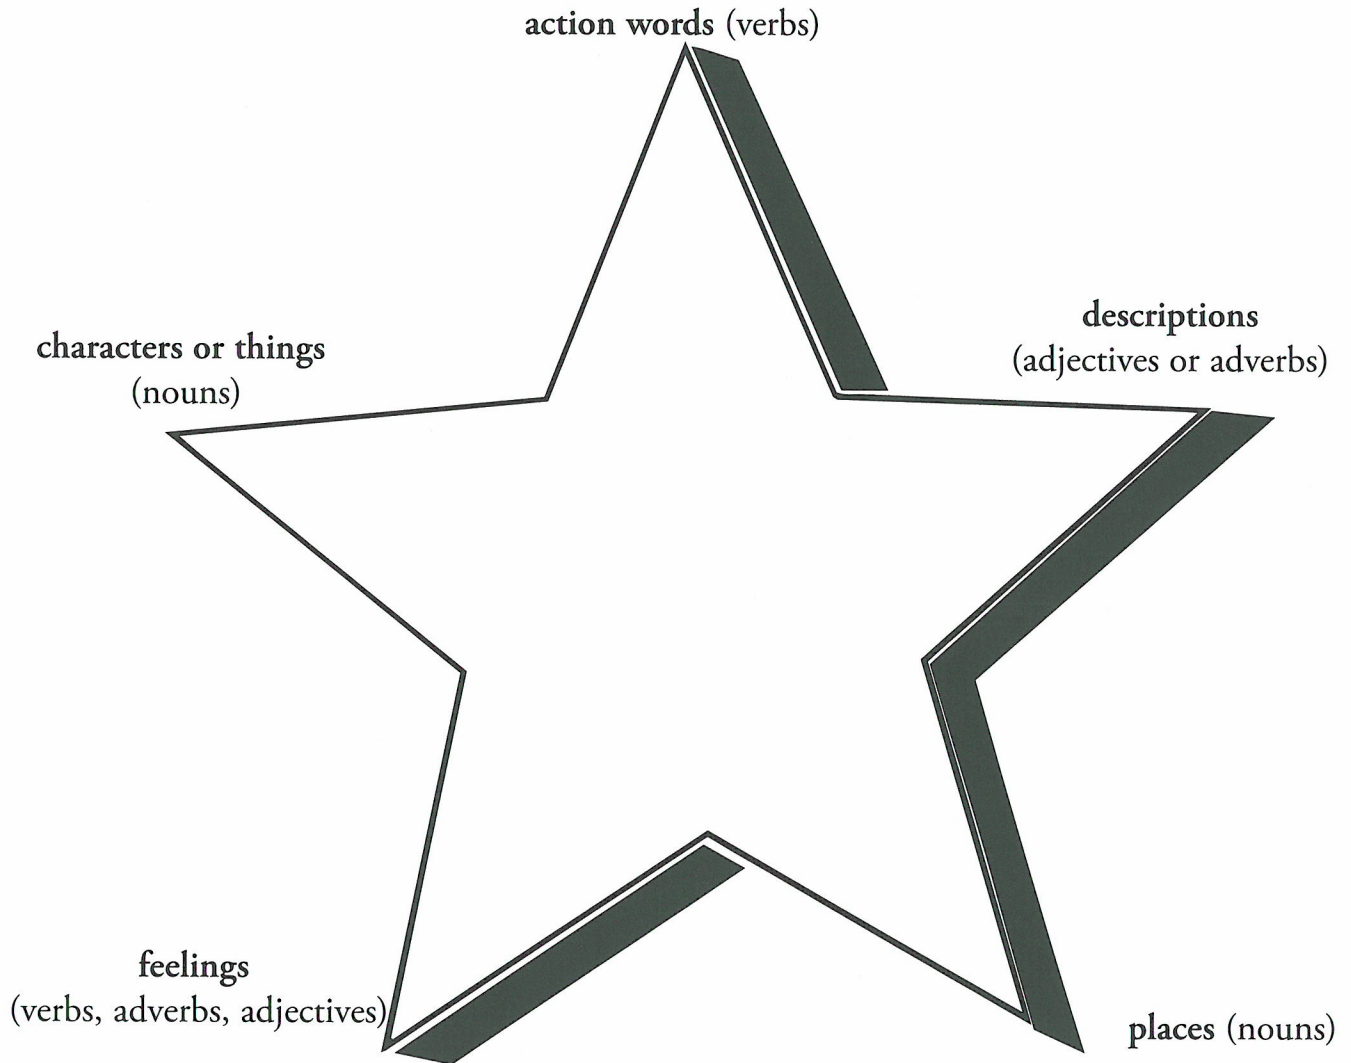 action words (verbs)
descriptions
(adjectives or adverbs)
characters or things
(nouns)
feelings
(verbs, adverbs, adjectives)
places (nouns)